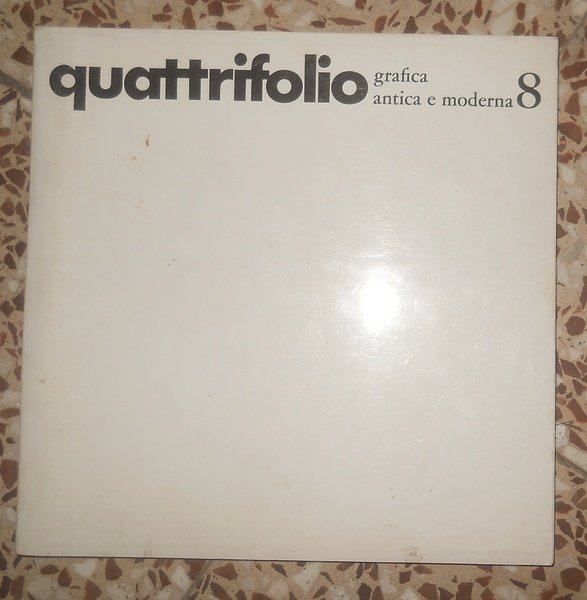 quattrifolio
grafica
antica e moderna 8